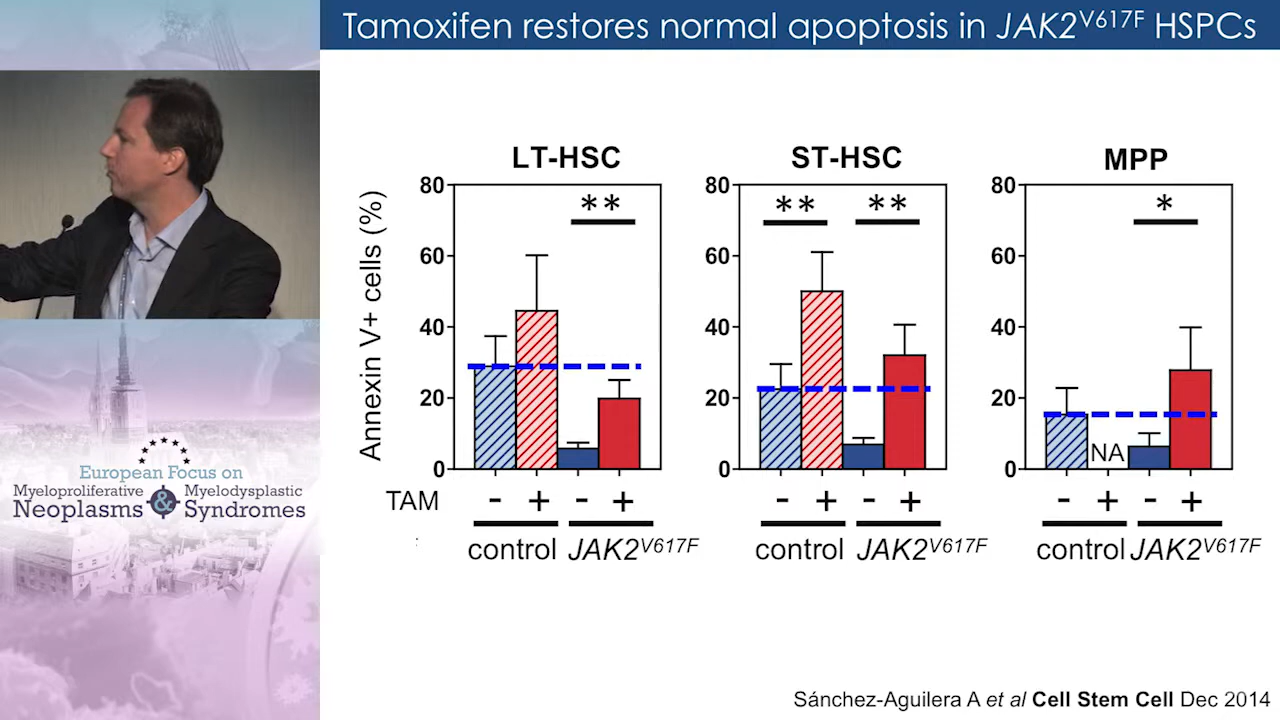 Tamoxifen restores normal apoptosis in JAK2V617F HSPCs
LT-HSC
ST-HSC
MPP
Annexin V+ cells (%)
80
60
40
20
0
**
80
60
40
20
0
**
**
80
60
40
20
0
*
NA
TAM
- + - +
- + - +
- + - +
control JAK2V617F
control JAK2V617F
control JAK2V617F
European Focus on
Myeloproliferative & Myelodysplastic
Neoplasms Syndromes
Sánchez-Aguilera A et al Cell Stem Cell Dec 2014